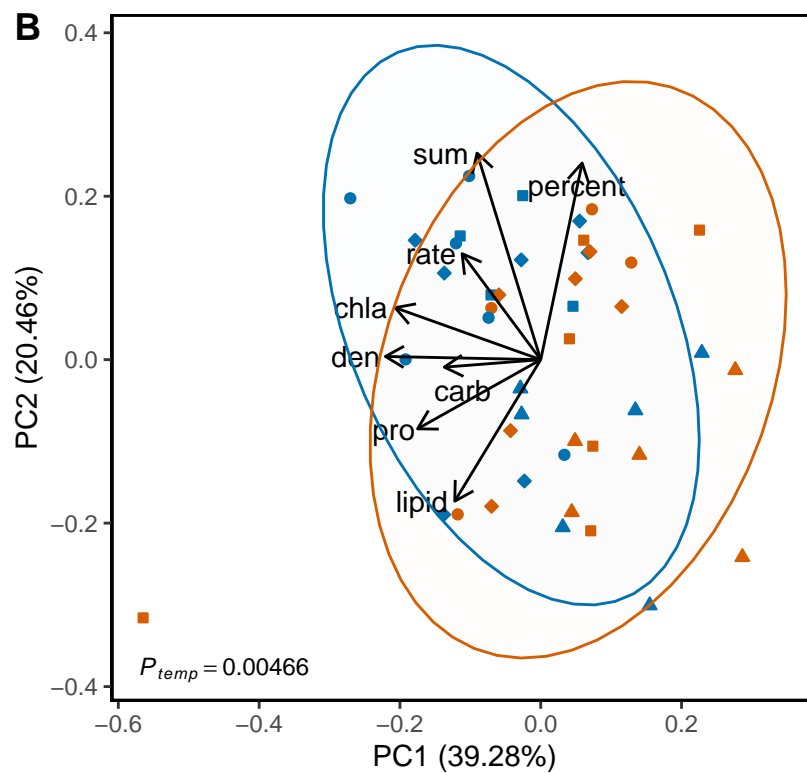 B
0.4
0.2
0.0
−0.2
−0.4
PC2 (20.46%)
sum
percent
rate
chla
den
carb
pro
lipid
P temp = 0.00466
−0.6
−0.4
−0.2
0.0
0.2
PC1 (39.28%)